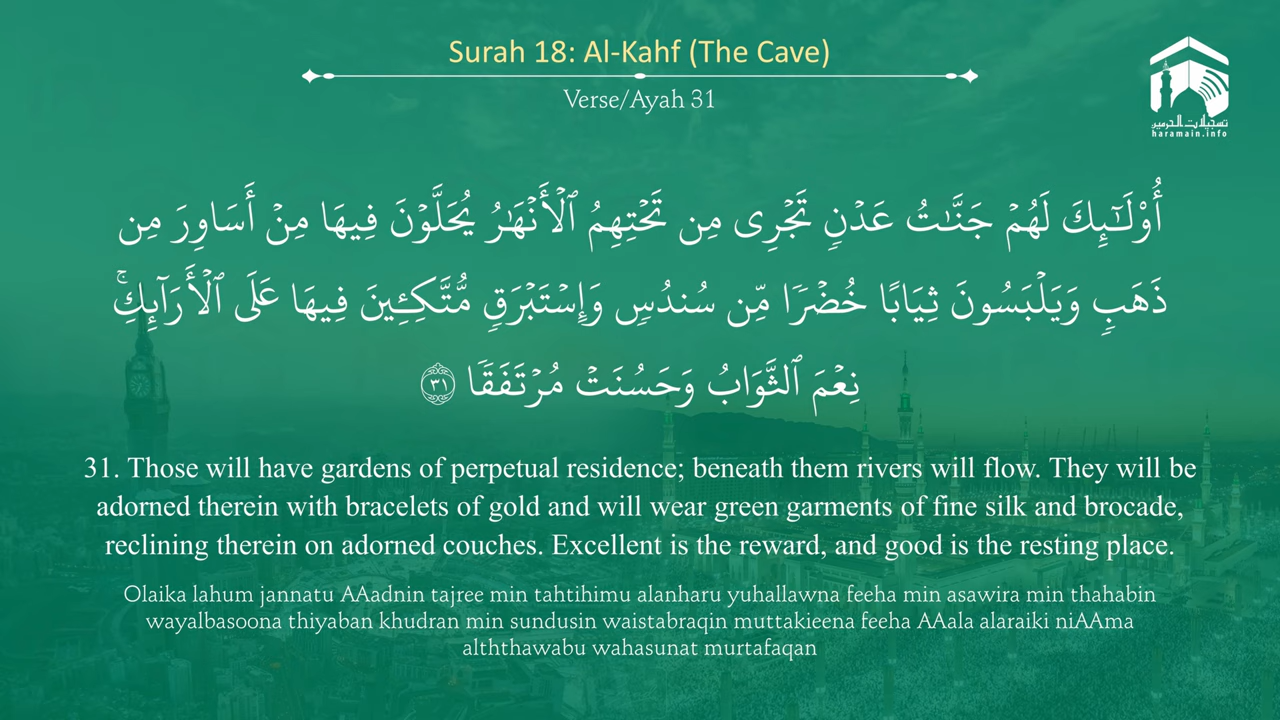 Surah 18: Al-Kahf (The Cave)
Verse/Ayah 31
تسجيلات الحرمين
haramain.info
أُو۟لَـٰٓئِكَ لَهُمْ جَنَّـٰتُ عَدْنٍ تَجْرِى مِن تَحْتِهِمُ ٱلْأَنْهَـٰرُ يُحَلَّوْنَ فِيهَا مِنْ أَسَاوِرَ مِن
ذَهَبٍ وَيَلْبَسُونَ ثِيَابًا خُضْرًا مِّن سُندُسٍ وَإِسْتَبْرَقٍ مُّتَّكِـِٔينَ فِيهَا عَلَى ٱلْأَرَآئِكِ ۚ
نِعْمَ ٱلثَّوَابُ وَحَسُنَتْ مُرْتَفَقًا ٣١
31. Those will have gardens of perpetual residence; beneath them rivers will flow. They will be
adorned therein with bracelets of gold and will wear green garments of fine silk and brocade,
reclining therein on adorned couches. Excellent is the reward, and good is the resting place.
Olaika lahum jannatu AAadnin tajree min tahtihimu alanharu yuhallawna feeha min asawira min thahabin
wayalbasoona thiyaban khudran min sundusin waistabraqin muttakieena feeha AAala alaraiki niAAma
alththawabu wahasunat murtafaqan